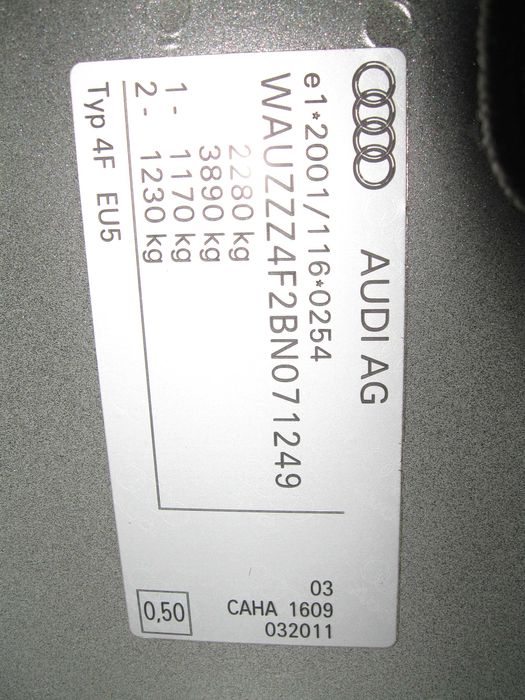 AUDI AG
e1*2001/116*0254
WAUZZZ4F2BN071249
2280 kg
3890 kg
1 - 1170 kg
2 - 1230 kg
Typ 4F EU5
03
CAHA 1609
032011
0,50